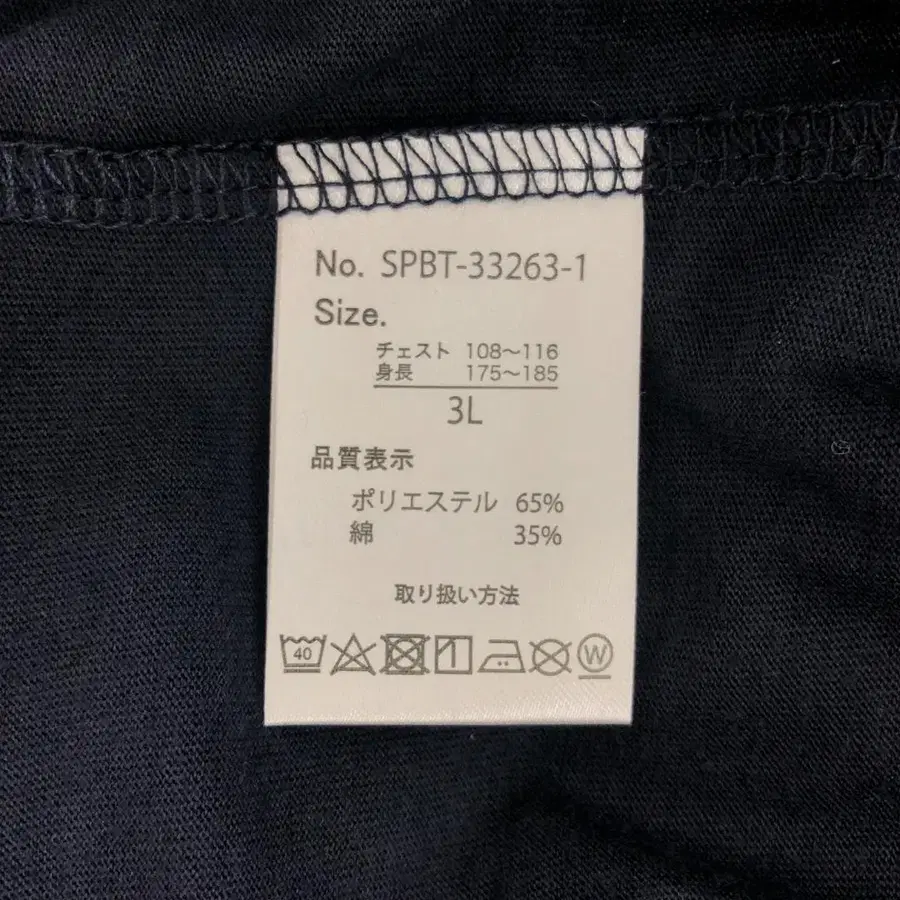 No. SPBT-33263-1
Size.
チェスト 108〜116
身長 175〜185
3L
品質表示
ポリエステル 65%
綿 35%
取り扱い方法
40 W